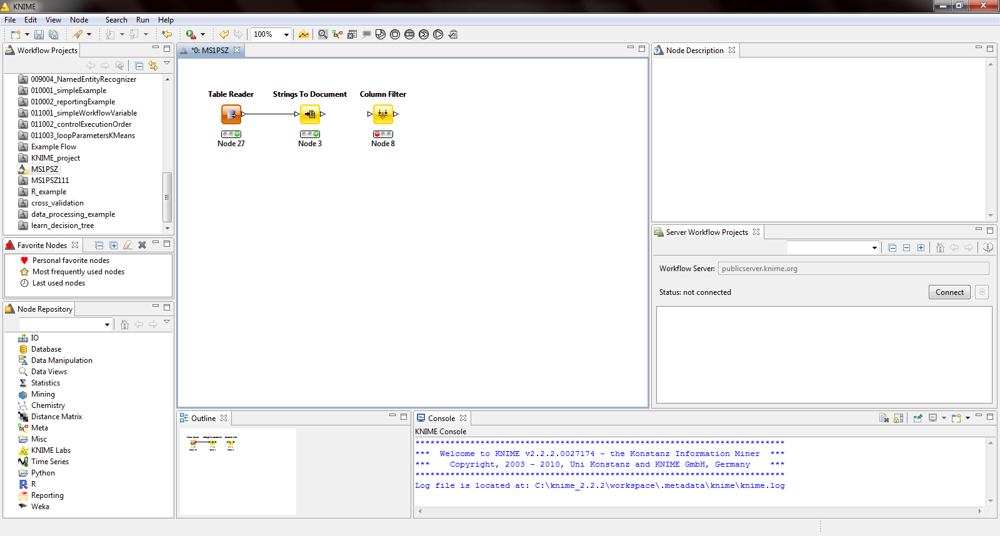 KNIME
File Edit View Node Search Run Help
100%
Workflow Projects
009004_NamedEntityRecognizer
010001_simpleExample
010002_reportingExample
011001_simpleWorkflowVariable
011002_controlExecutionOrder
011003_loopParametersKMeans
Example Flow
KNIME_project
MS1PSZ
MS1PSZ111
R_example
cross_validation
data_processing_example
learn_decision_tree
Favorite Nodes
Personal favorite nodes
Most frequently used nodes
Last used nodes
Node Repository
IO
Database
Data Manipulation
Data Views
Statistics
Mining
Chemistry
Distance Matrix
Meta
Misc
KNIME Labs
Time Series
Python
R
Reporting
Weka
*0: MS1PSZ
Table Reader Strings To Document Column Filter
Node 27 Node 3 Node 8
Outline
Node Description
Server Workflow Projects
Workflow Server: publicserver.knime.org
Status: not connected Connect
Console
KNIME Console
**************************************************************************
*** Welcome to KNIME v2.2.2.0027174 - the Konstanz Information Miner ***
*** Copyright, 2003 - 2010, Uni Konstanz and KNIME GmbH, Germany ***
**************************************************************************
Log file is located at: C:\knime_2.2.2\workspace\.metadata\knime\knime.log